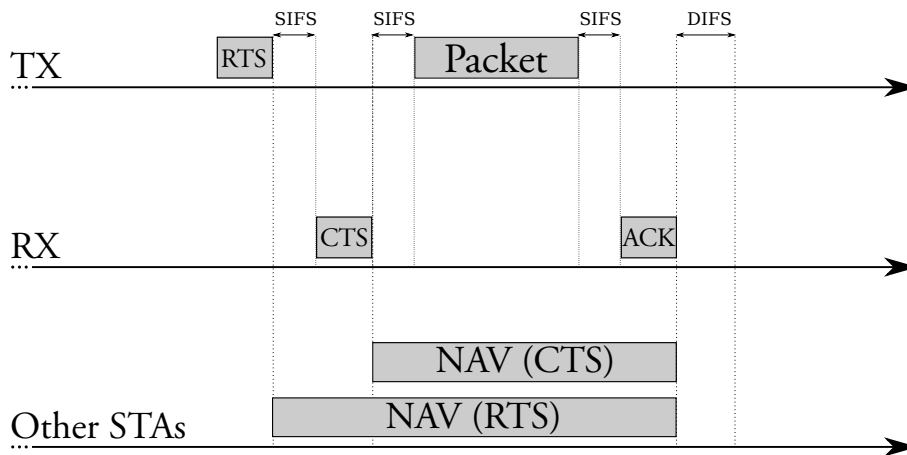 SIFS SIFS SIFS DIFS
TX RTS Packet
RX CTS ACK
NAV (CTS)
Other STAs NAV (RTS)